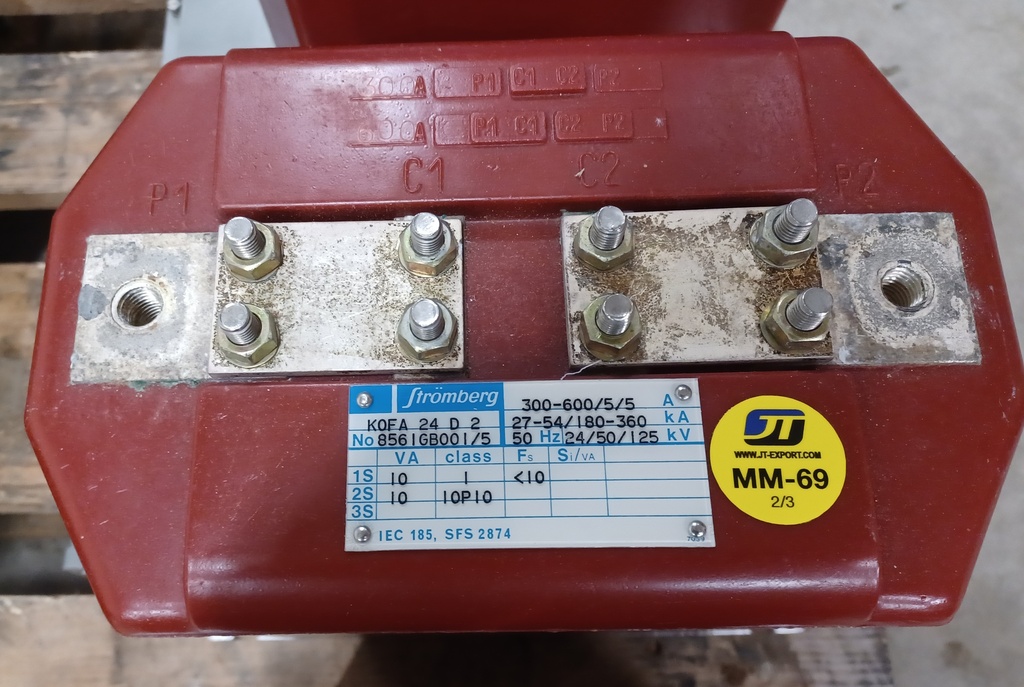 300A P1 C1 C2 P2
600A P1 C1 C2 P2
C1 C2
P1 P2
Strömberg 300-600/5/5 A
KOFA 24 D 2 27-54/180-360 kA
No 8561GB001/5 50 Hz 24/50/125 kV
VA class Fs Si/VA
1S 10 1 <10
2S 10 10P10
3S
IEC 185, SFS 2874
JT
WWW.JT-EXPORT.COM
MM-69
2/3